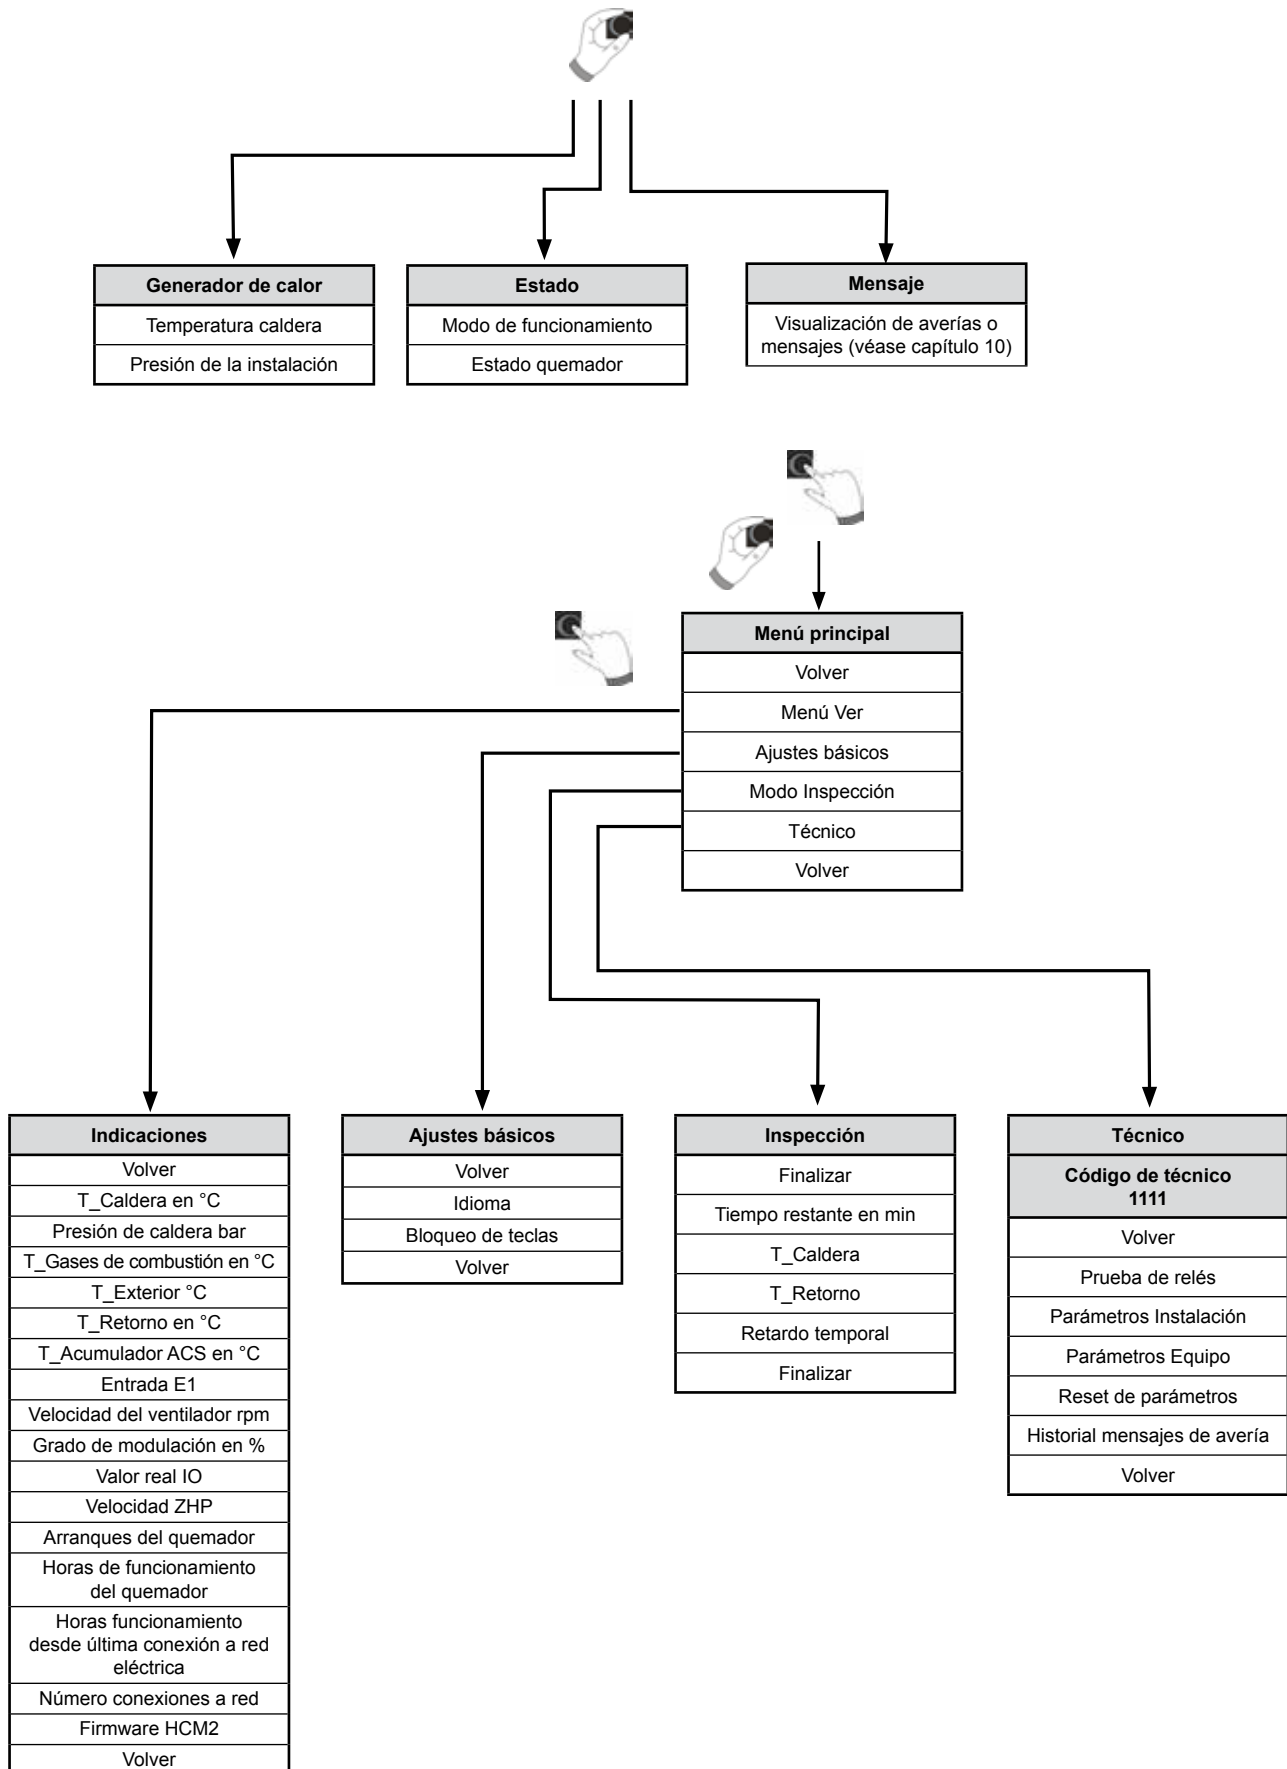 Generador de calor
Temperatura caldera
Presión de la instalación
Estado
Modo de funcionamiento
Estado quemador
Mensaje
Visualización de averías o
mensajes (véase capítulo 10)
Menú principal
Volver
Menú Ver
Ajustes básicos
Modo Inspección
Técnico
Volver
Indicaciones
Volver
T_Caldera en °C
Presión de caldera bar
T_Gases de combustión en °C
T_Exterior °C
T_Retorno en °C
T_Acumulador ACS en °C
Entrada E1
Velocidad del ventilador rpm
Grado de modulación en %
Valor real IO
Velocidad ZHP
Arranques del quemador
Horas de funcionamiento
del quemador
Horas funcionamiento
desde última conexión a red
eléctrica
Número conexiones a red
Firmware HCM2
Volver
Ajustes básicos
Volver
Idioma
Bloqueo de teclas
Volver
Inspección
Finalizar
Tiempo restante en min
T_Caldera
T_Retorno
Retardo temporal
Finalizar
Técnico
Código de técnico
1111
Volver
Prueba de relés
Parámetros Instalación
Parámetros Equipo
Reset de parámetros
Historial mensajes de avería
Volver